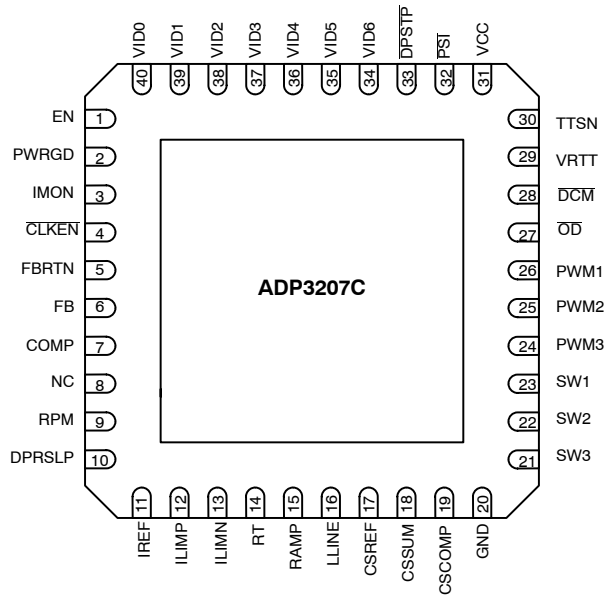 VID0 VID1 VID2 VID3 VID4 VID5 VID6 DPSTP PSI VCC
40 39 38 37 36 35 34 33 32 31
EN 1
PWRGD 2
IMON 3
CLKEN 4
FBRTN 5
FB 6
COMP 7
NC 8
RPM 9
DPRSLP 10
ADP3207C
30 TTSN
29 VRTT
28 DCM
27 OD
26 PWM1
25 PWM2
24 PWM3
23 SW1
22 SW2
21 SW3
11 12 13 14 15 16 17 18 19 20
IREF ILIMP ILIMN RT RAMP LLINE CSREF CSSUM CSCOMP GND